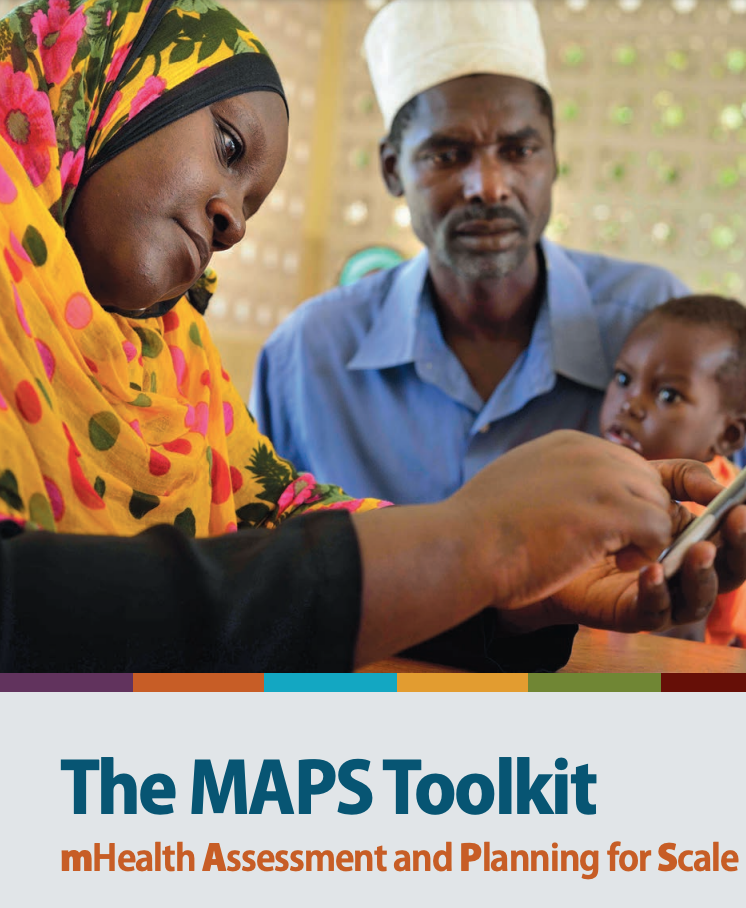 The MAPS Toolkit
mHealth Assessment and Planning for Scale